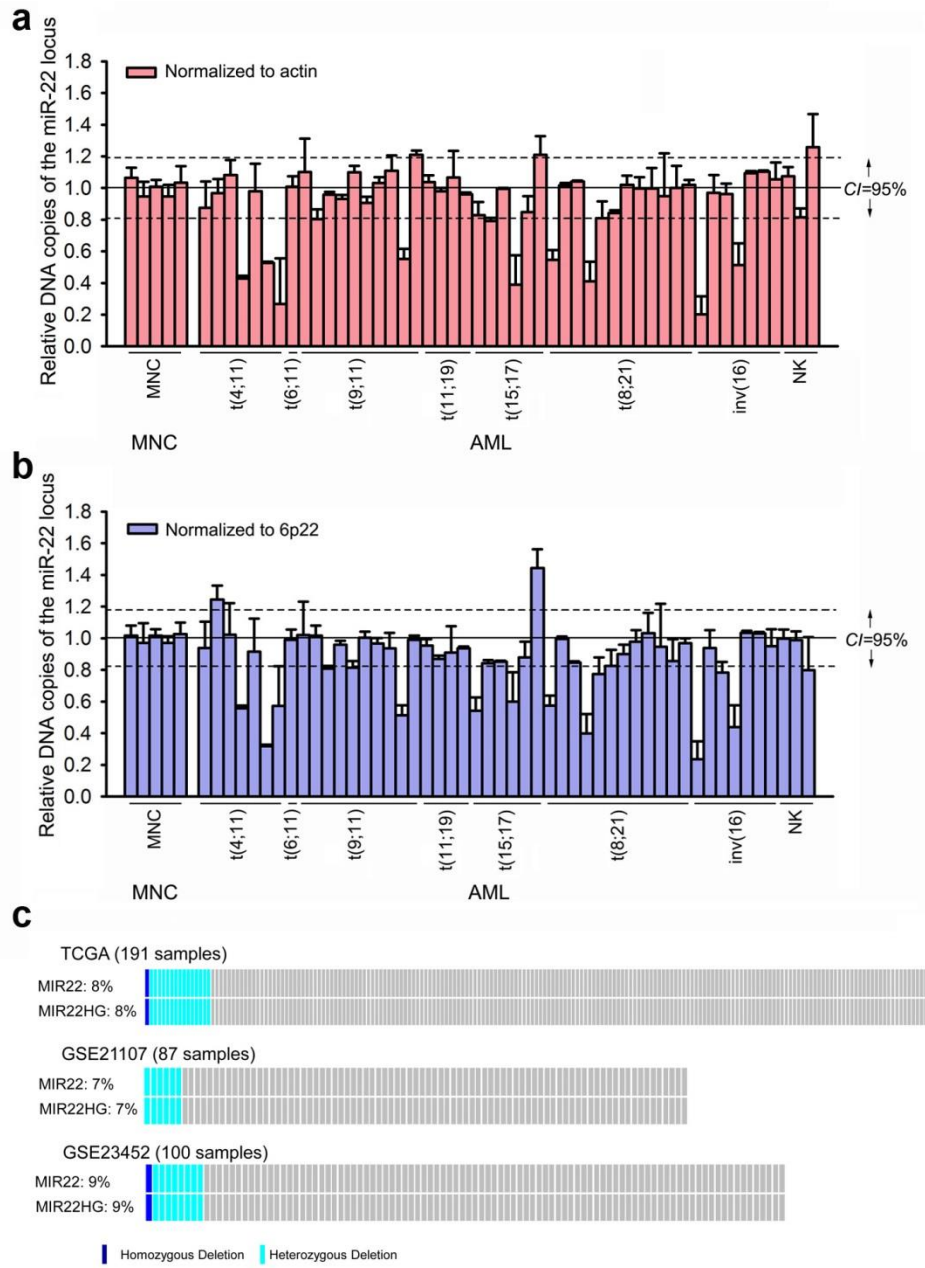 a
Relative DNA copies of the miR-22 locus
1.8
1.6
1.4
1.2
1.0
0.8
0.6
0.4
0.2
0.0
Normalized to actin
CI=95%
MNC
t(4;11)
t(6;11)
t(9;11)
t(11;19)
t(15;17)
t(8;21)
inv(16)
NK
MNC
AML
b
Relative DNA copies of the miR-22 locus
1.8
1.6
1.4
1.2
1.0
0.8
0.6
0.4
0.2
0.0
Normalized to 6p22
CI=95%
MNC
t(4;11)
t(6;11)
t(9;11)
t(11;19)
t(15;17)
t(8;21)
inv(16)
NK
MNC
AML
c
TCGA (191 samples)
MIR22: 8%
MIR22HG: 8%
GSE21107 (87 samples)
MIR22: 7%
MIR22HG: 7%
GSE23452 (100 samples)
MIR22: 9%
MIR22HG: 9%
Homozygous Deletion
Heterozygous Deletion